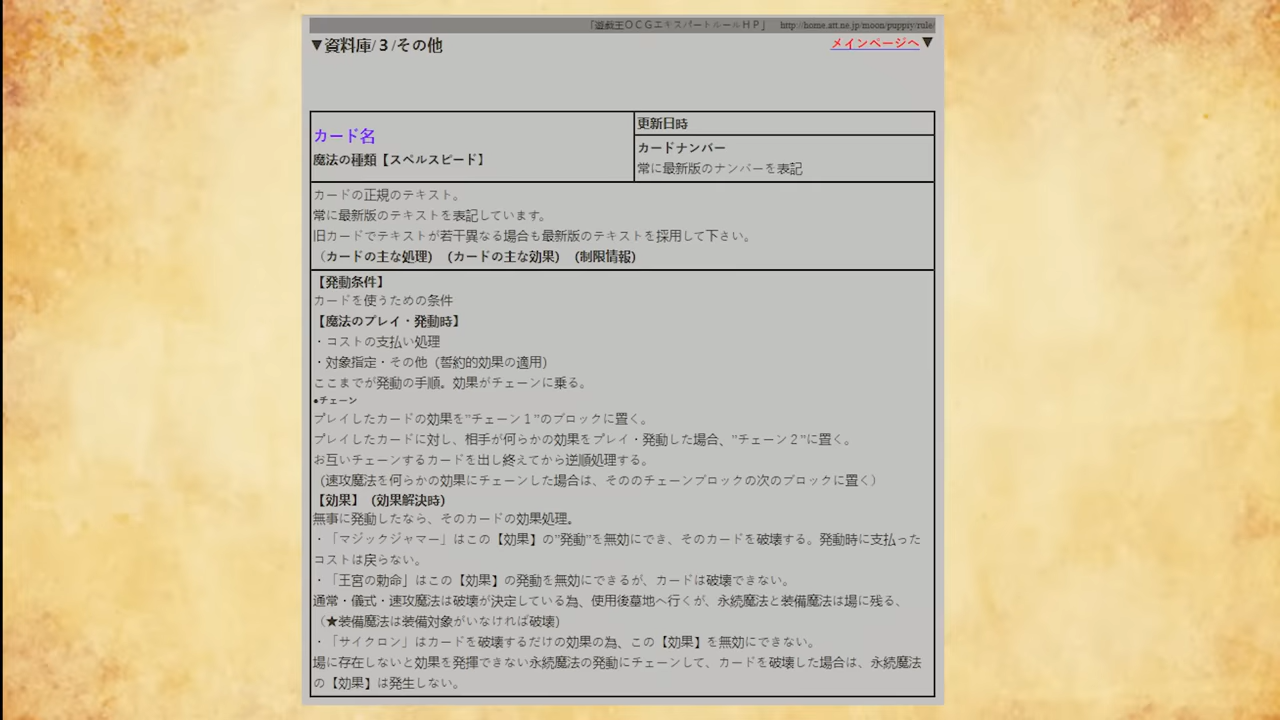 「遊戯王ＯＣＧエキスパートルールＨＰ」 http://home.att.ne.jp/moon/puppiy/rule/
▼資料庫/３/その他
メインページへ▼
カード名
魔法の種類【スペルスピード】
更新日時
カードナンバー
常に最新版のナンバーを表記
カードの正規のテキスト。
常に最新版のテキストを表記しています。
旧カードでテキストが若干異なる場合も最新版のテキストを採用して下さい。
（カードの主な処理）（カードの主な効果）（制限情報）
【発動条件】
カードを使うための条件
【魔法のプレイ・発動時】
・コストの支払い処理
・対象指定・その他（誓約的効果の適用）
ここまでが発動の手順。効果がチェーンに乗る。
●チェーン
プレイしたカードの効果を”チェーン１”のブロックに置く。
プレイしたカードに対し、相手が何らかの効果をプレイ・発動した場合、”チェーン２”に置く。
お互いチェーンするカードを出し終えてから逆順処理する。
（速攻魔法を何らかの効果にチェーンした場合は、そののチェーンブロックの次のブロックに置く）
【効果】（効果解決時）
無事に発動したなら、そのカードの効果処理。
・「マジックジャマー」はこの【効果】の”発動”を無効にでき、そのカードを破壊する。発動時に支払った
コストは戻らない。
・「王宮の勅命」はこの【効果】の発動を無効にできるが、カードは破壊できない。
通常・儀式・速攻魔法は破壊が決定している為、使用後墓地へ行くが、永続魔法と装備魔法は場に残る、
（★装備魔法は装備対象がいなければ破壊）
・「サイクロン」はカードを破壊するだけの効果の為、この【効果】を無効にできない。
場に存在しないと効果を発揮できない永続魔法の発動にチェーンして、カードを破壊した場合は、永続魔法
の【効果】は発生しない。